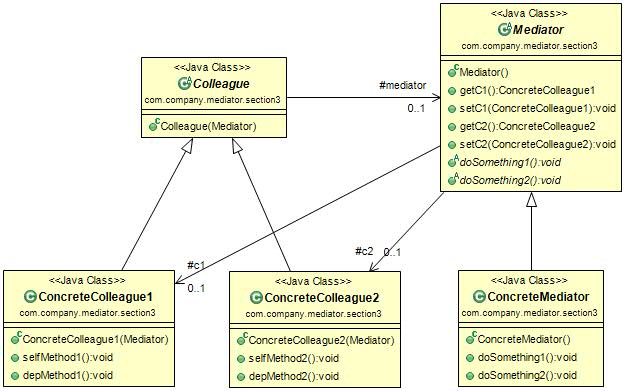 <<Java Class>>
Mediator
com.company.mediator.section3
Mediator()
getC1():ConcreteColleague1
setC1(ConcreteColleague1):void
getC2():ConcreteColleague2
setC2(ConcreteColleague2):void
doSomething1():void
doSomething2():void
<<Java Class>>
Colleague
com.company.mediator.section3
Colleague(Mediator)
#mediator
0..1
#c1
0..1
#c2
0..1
<<Java Class>>
ConcreteColleague1
com.company.mediator.section3
ConcreteColleague1(Mediator)
selfMethod1():void
depMethod1():void
<<Java Class>>
ConcreteColleague2
com.company.mediator.section3
ConcreteColleague2(Mediator)
selfMethod2():void
depMethod2():void
<<Java Class>>
ConcreteMediator
com.company.mediator.section3
ConcreteMediator()
doSomething1():void
doSomething2():void